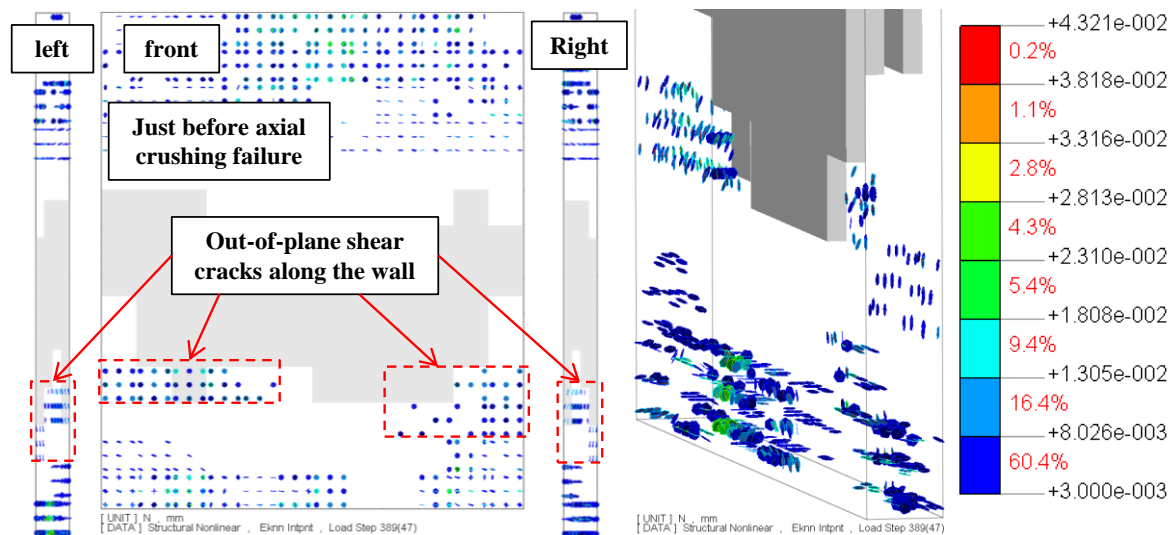 left
front
Right
Just before axial
crushing failure
Out-of-plane shear
cracks along the wall
[ UNIT ] N , mm
[ DATA ] Structural Nonlinear , Eknn Intpnt , Load Step 389(47)
[ UNIT ] N , mm
[ DATA ] Structural Nonlinear , Eknn Intpnt , Load Step 389(47)
+4.321e-002
0.2%
+3.818e-002
1.1%
+3.316e-002
2.8%
+2.813e-002
4.3%
+2.310e-002
5.4%
+1.808e-002
9.4%
+1.305e-002
16.4%
+8.026e-003
60.4%
+3.000e-003